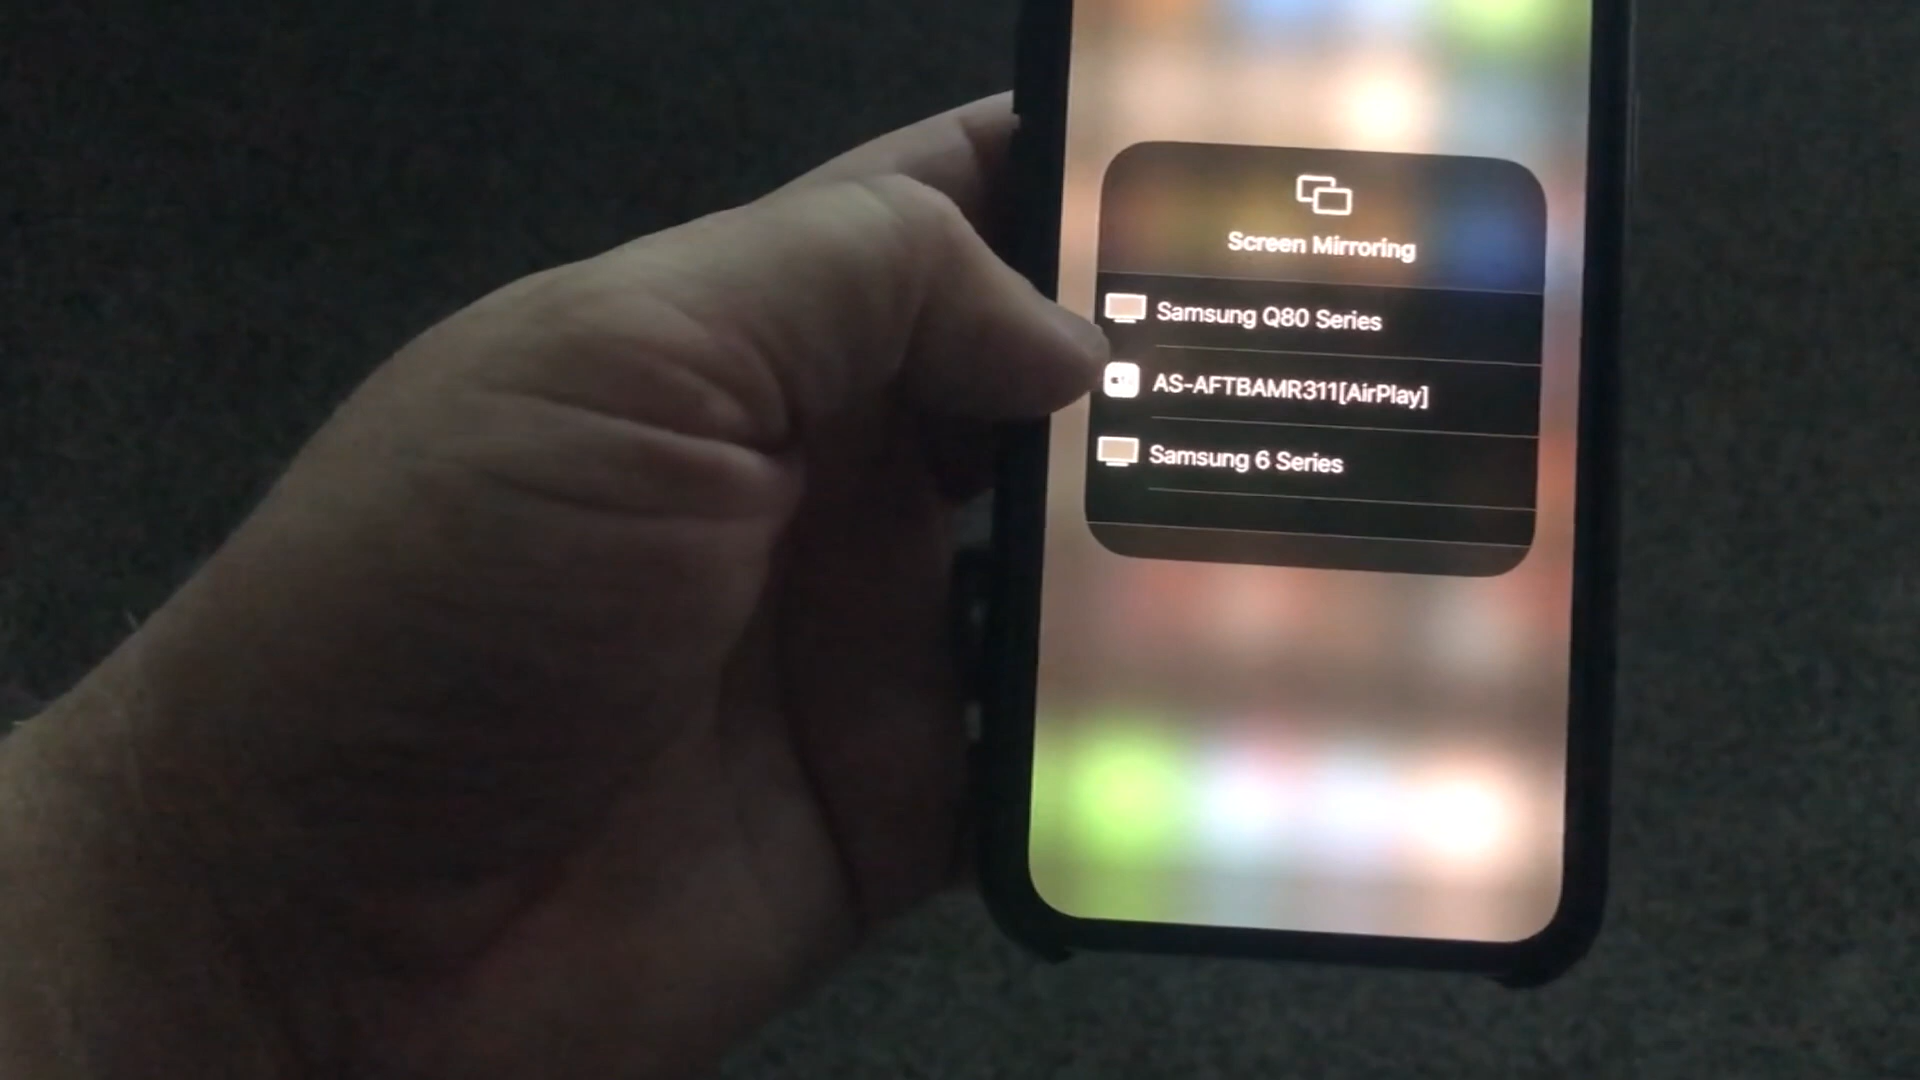 Screen Mirroring
Samsung Q80 Series
AS-AFTBAMR311[AirPlay]
Samsung 6 Series